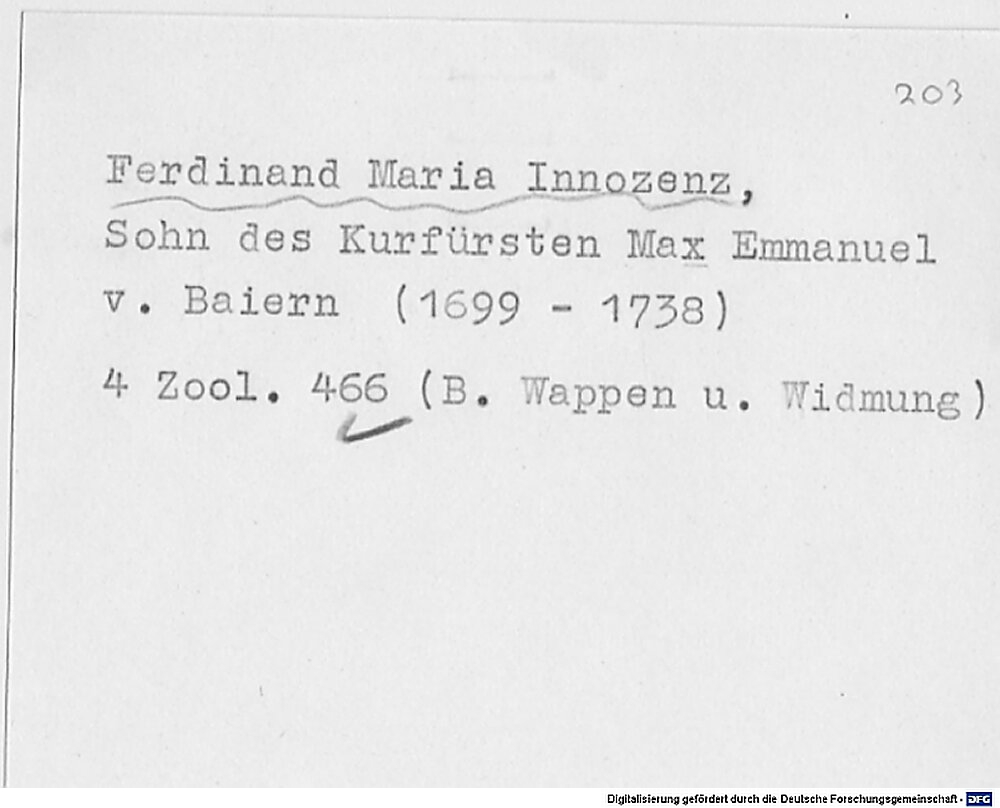 203
Ferdinand Maria Innozenz,
Sohn des Kurfürsten Max Emmanuel
v. Baiern (1699 - 1738)
4 Zool. 466 (B. Wappen u. Widmung)
Digitalisierung gefördert durch die Deutsche Forschungsgemeinschaft - DFG